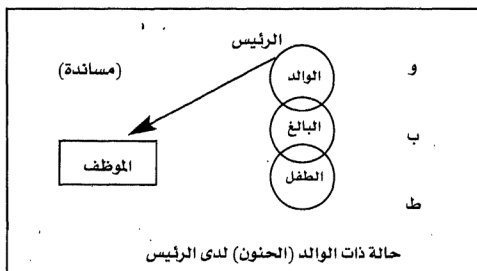 الرئيس
(مساندة)
و
الوالد
البالغ
ب
الموظف
الطفل
ط
حالة ذات الوالد (الحنون) لدى الرئيس